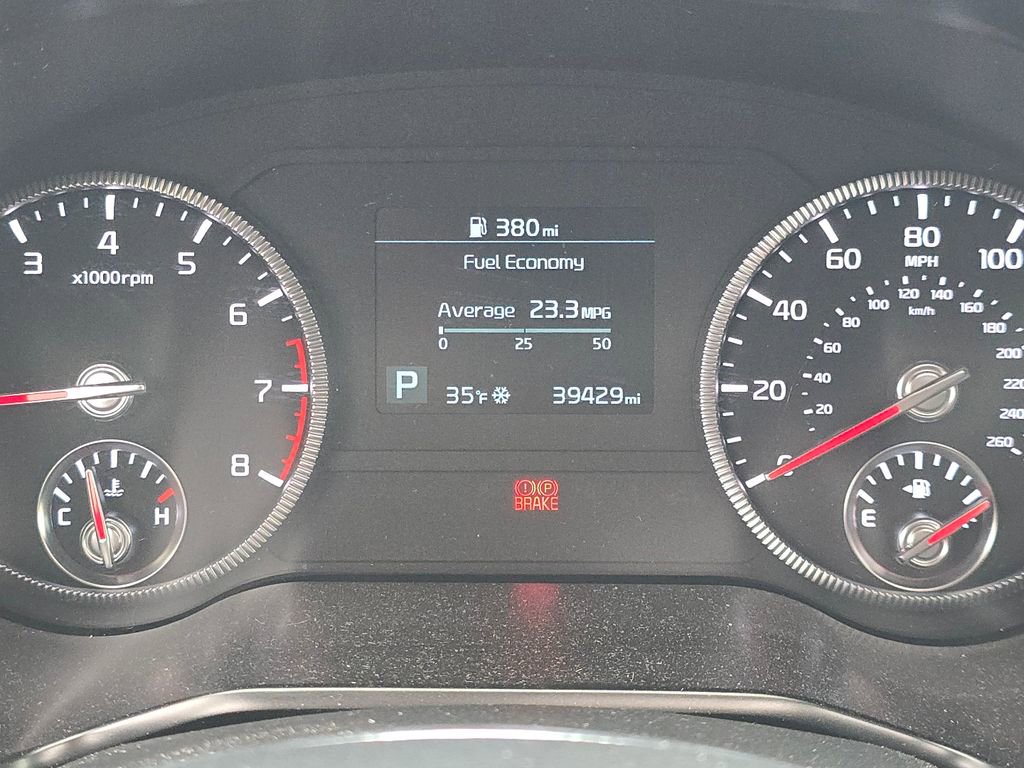 380 mi
Fuel Economy
Average 23.3 MPG
0 25 50
P 35°F 39429 mi
BRAKE
3 4 5 6 7 8
x1000rpm
C H
0 20 40 60 80 100
MPH
20 40 60 80 100 120 140 160 180 200 220 240 260
km/h
E